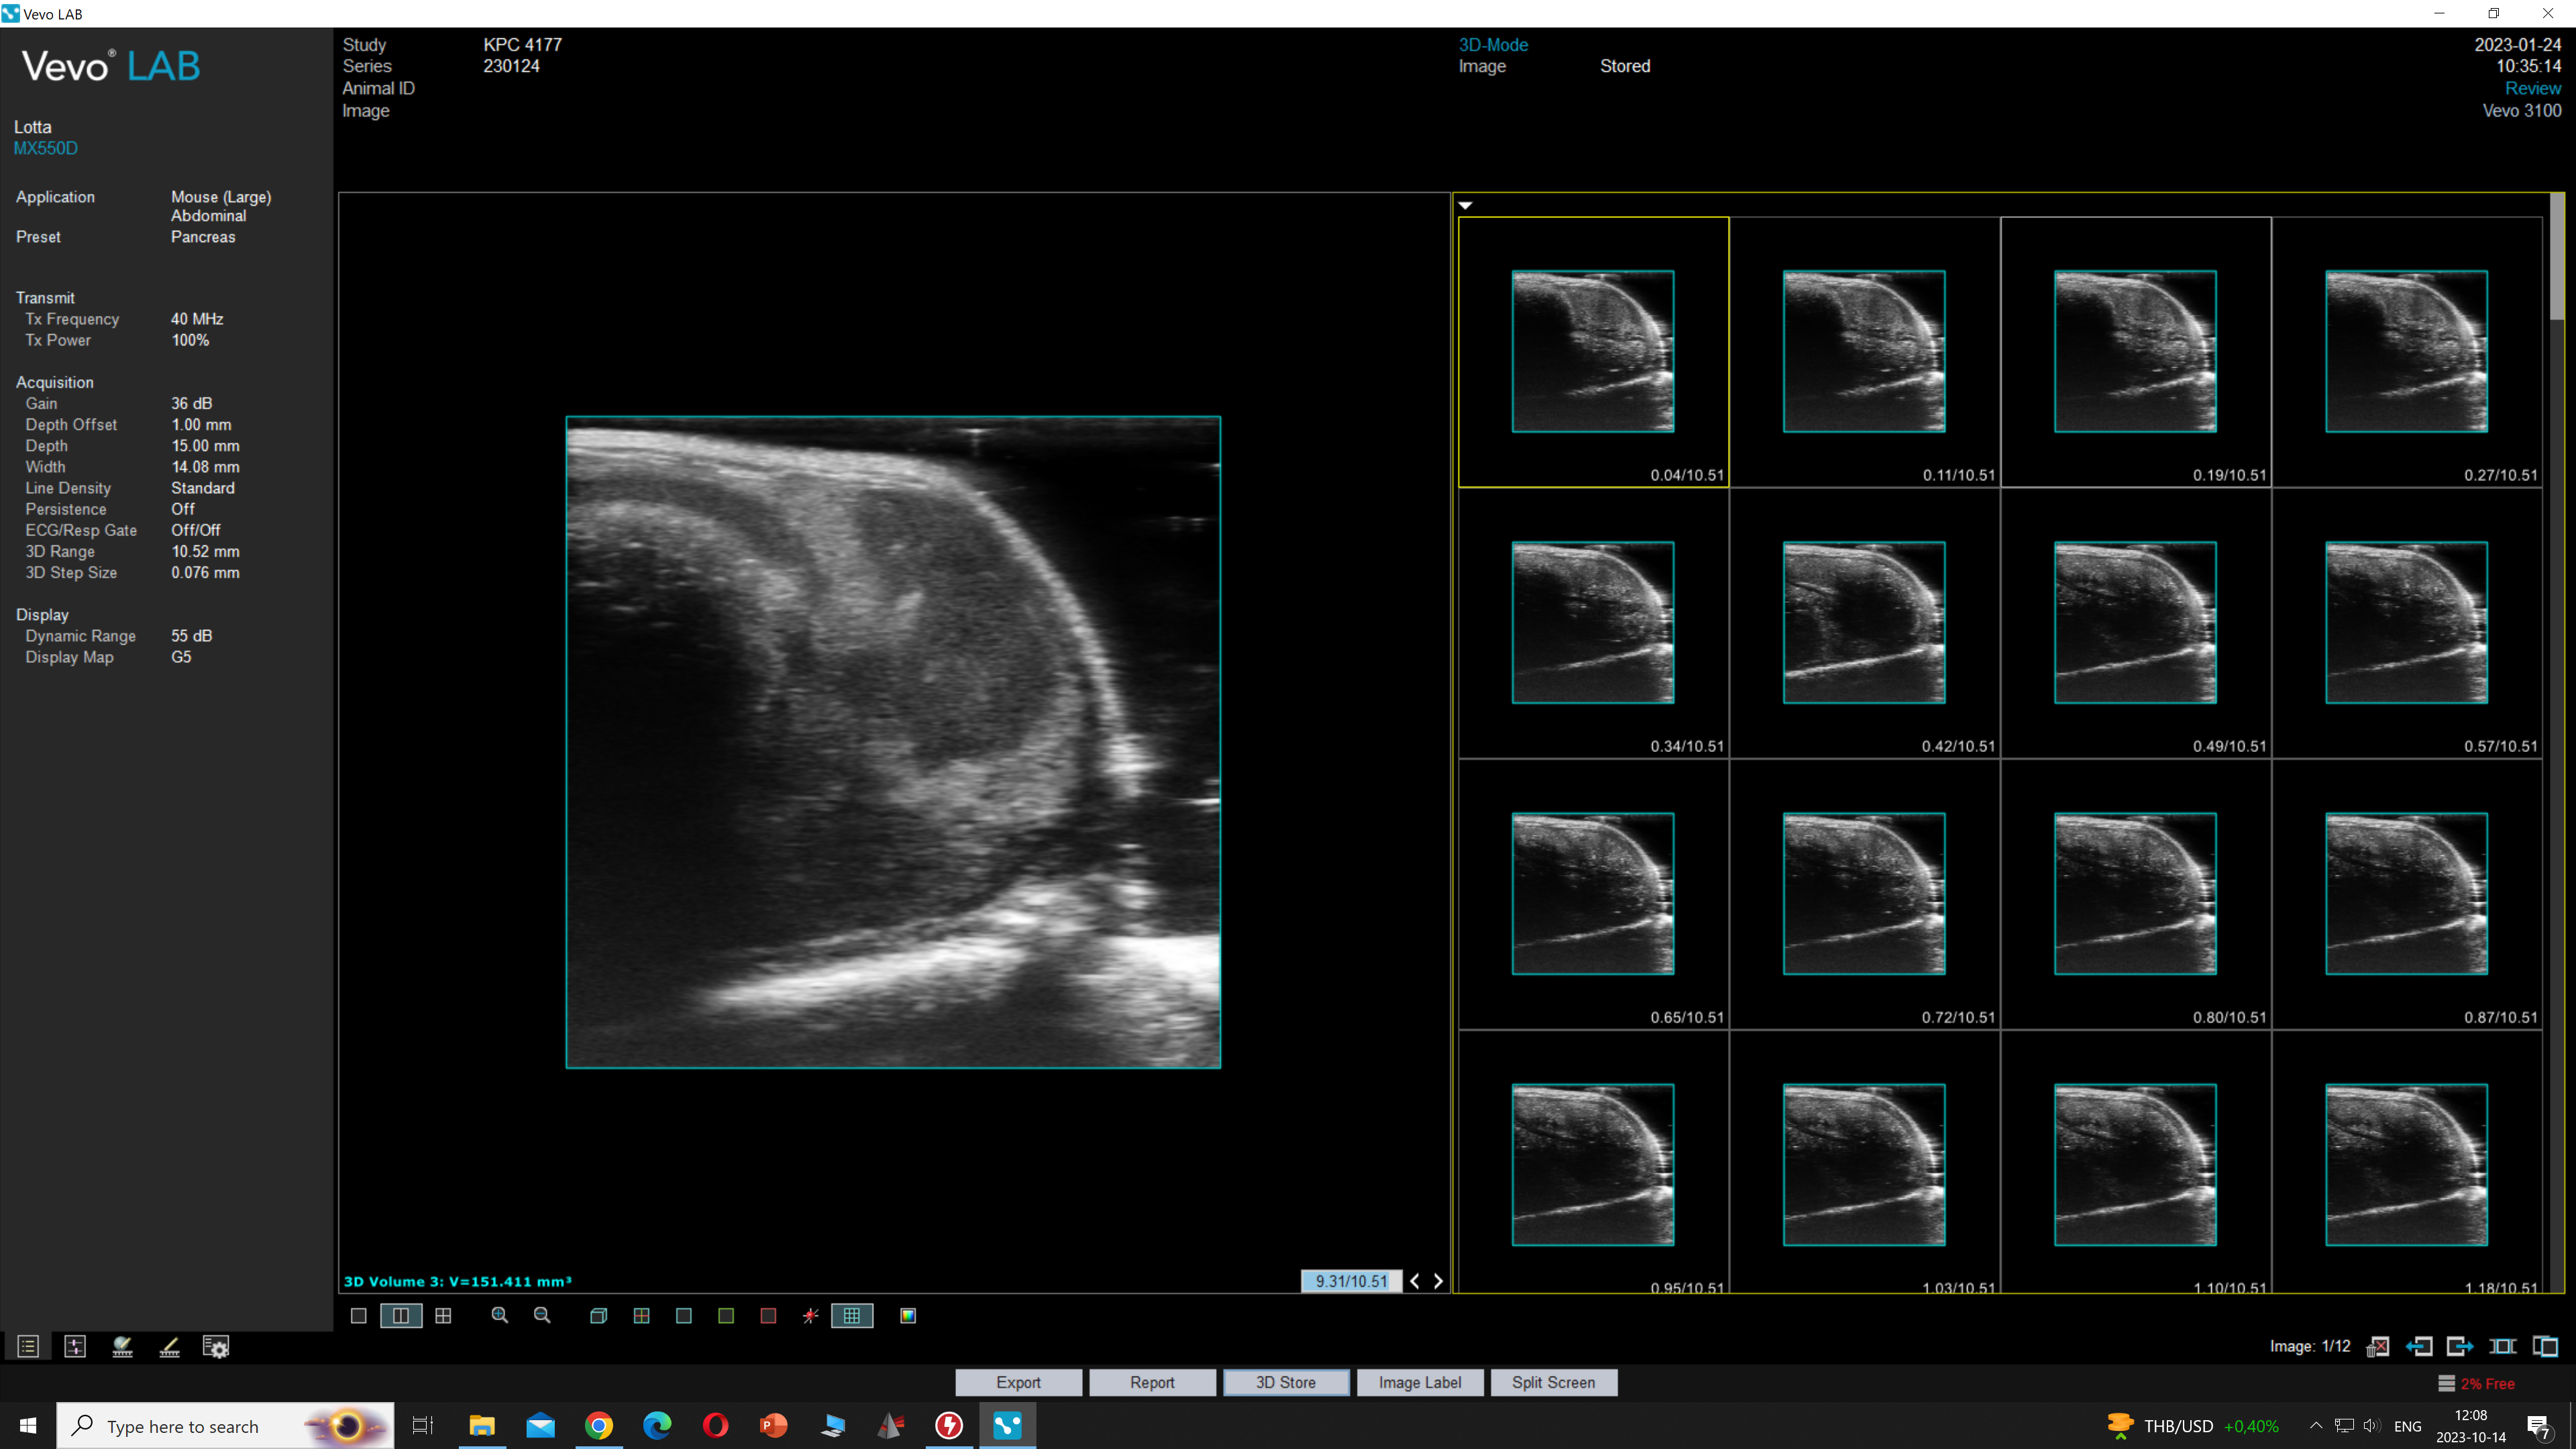 Vevo LAB
Vevo® LAB
Lotta
MX550D
Application Mouse (Large)
Abdominal
Preset Pancreas
Transmit
Tx Frequency 40 MHz
Tx Power 100%
Acquisition
Gain 36 dB
Depth Offset 1.00 mm
Depth 15.00 mm
Width 14.08 mm
Line Density Standard
Persistence Off
ECG/Resp Gate Off/Off
3D Range 10.52 mm
3D Step Size 0.076 mm
Display
Dynamic Range 55 dB
Display Map G5
Study KPC 4177
Series 230124
Animal ID
Image
3D-Mode
Image Stored
2023-01-24
10:35:14
Review
Vevo 3100
0.04/10.51 0.11/10.51 0.19/10.51 0.27/10.51
0.34/10.51 0.42/10.51 0.49/10.51 0.57/10.51
0.65/10.51 0.72/10.51 0.80/10.51 0.87/10.51
0.95/10.51 1.03/10.51 1.10/10.51 1.18/10.51
3D Volume 3: V=151.411 mm³
9.31/10.51
Image: 1/12
Export Report 3D Store Image Label Split Screen
2% Free
Type here to search
THB/USD +0,40%
ENG
12:08
2023-10-14
7